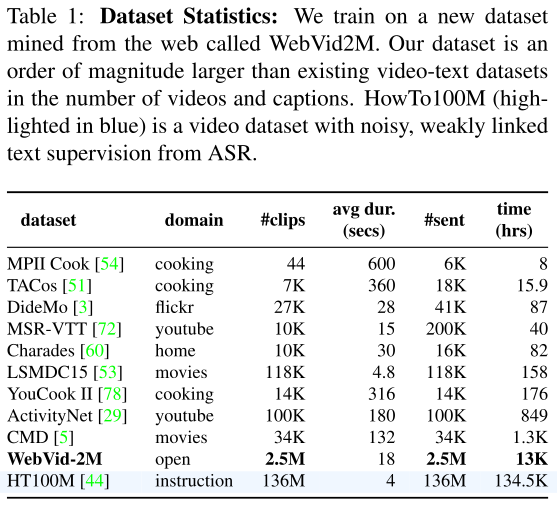 Table 1: Dataset Statistics: We train on a new dataset
mined from the web called WebVid2M. Our dataset is an
order of magnitude larger than existing video-text datasets
in the number of videos and captions. HowTo100M (high-
lighted in blue) is a video dataset with noisy, weakly linked
text supervision from ASR.
dataset domain #clips avg dur. (secs) #sent time (hrs)
MPII Cook [54] cooking 44 600 6K 8
TACos [51] cooking 7K 360 18K 15.9
DideMo [3] flickr 27K 28 41K 87
MSR-VTT [72] youtube 10K 15 200K 40
Charades [60] home 10K 30 16K 82
LSMDC15 [53] movies 118K 4.8 118K 158
YouCook II [78] cooking 14K 316 14K 176
ActivityNet [29] youtube 100K 180 100K 849
CMD [5] movies 34K 132 34K 1.3K
WebVid-2M open 2.5M 18 2.5M 13K
HT100M [44] instruction 136M 4 136M 134.5K